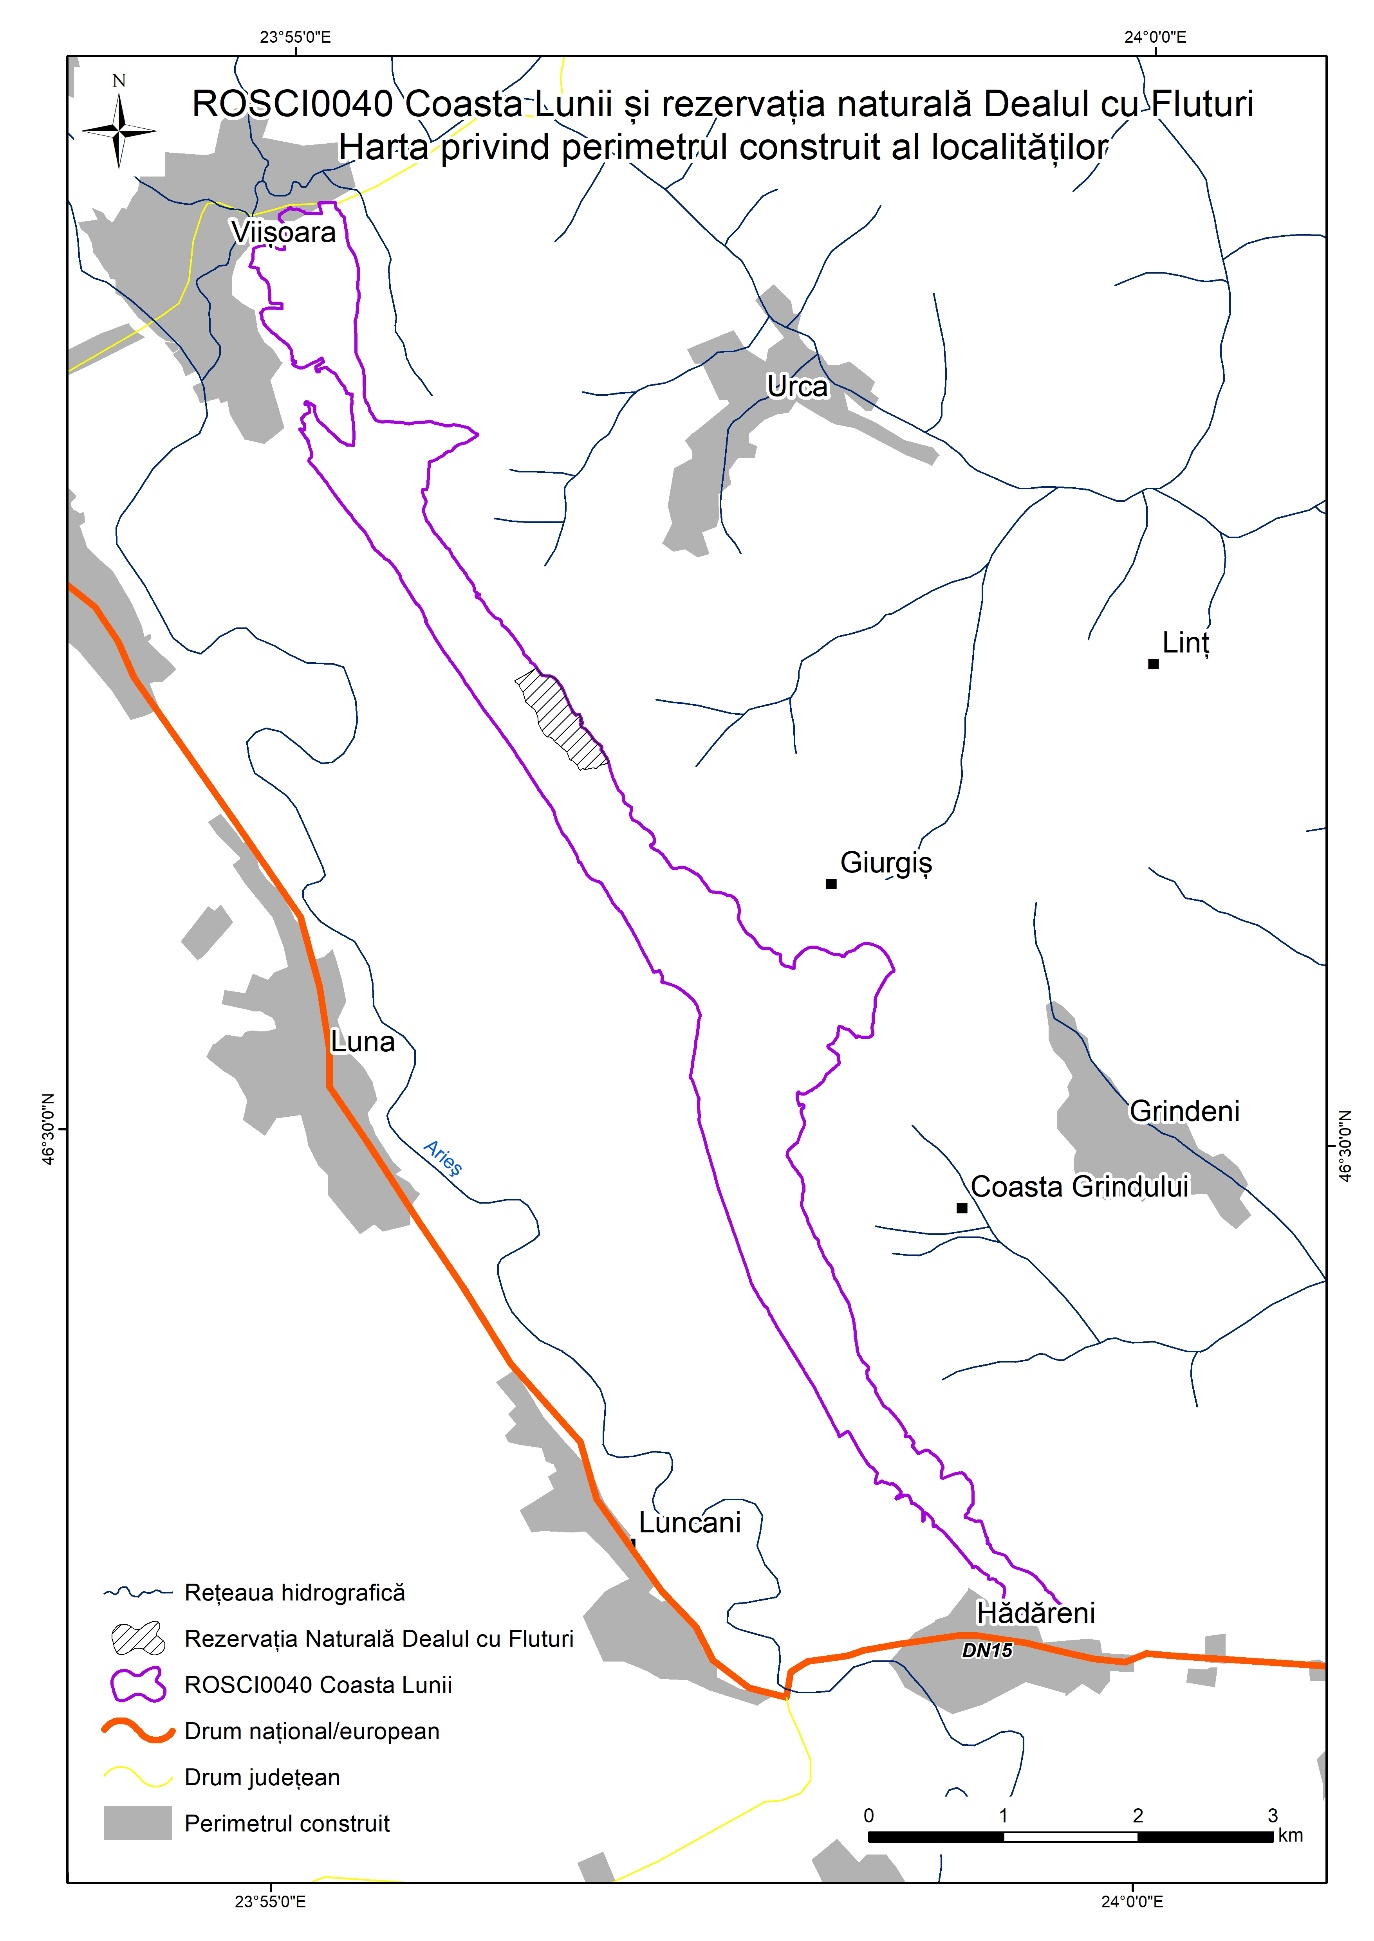 23°55'0"E
24°0'0"E
N
ROSCI0040 Coasta Lunii și rezervația naturală Dealul cu Fluturi
Harta privind perimetrul construit al localităților
Viișoara
Urca
Linț
Giurgiș
Luna
Grindeni
46°30'0"N
46°30'0"N
Arieș
Coasta Grindului
Luncani
Rețeaua hidrografică
Hădăreni
Rezervația Naturală Dealul cu Fluturi
DN15
ROSCI0040 Coasta Lunii
Drum național/european
Drum județean
Perimetrul construit
0 1 2 3
km
23°55'0"E
24°0'0"E